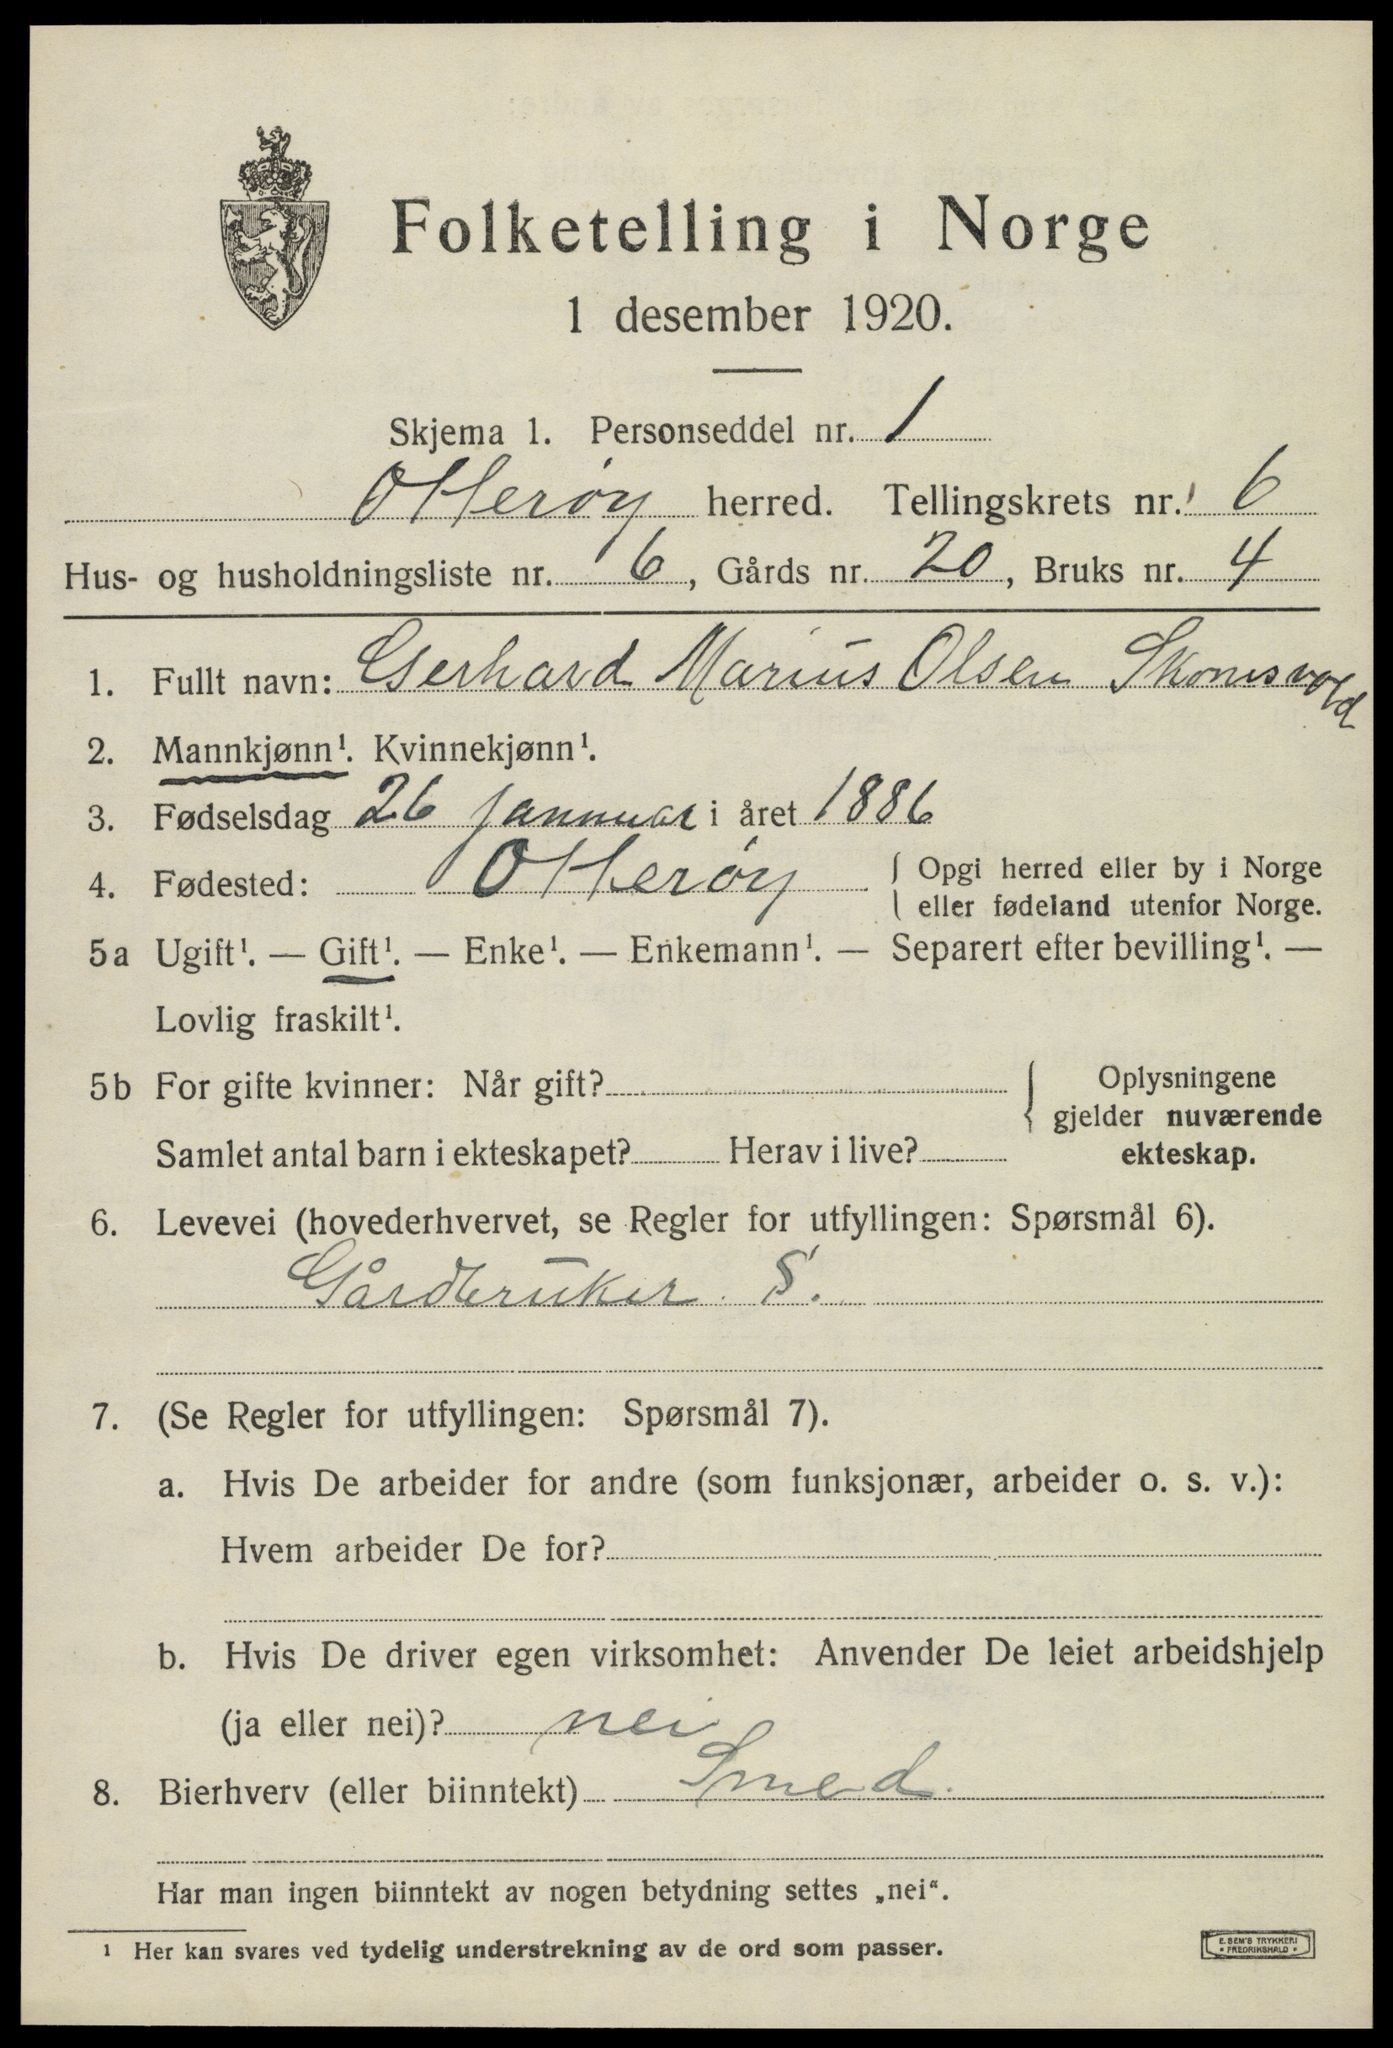 Folketelling i Norge
1 desember 1920.
Skjema 1. Personseddel nr. 1
Otterøy herred. Tellingskrets nr. 6
Hus- og husholdningsliste nr. 6, Gårds nr. 20, Bruks nr. 4
1. Fullt navn: Gerhard Marius Olsen Skomsvold
2. Mannkjønn¹. Kvinnekjønn¹.
3. Fødselsdag 26 januar i året 1886
4. Fødested: Otterøy { Opgi herred eller by i Norge
eller fødeland utenfor Norge.
5a Ugift¹. — Gift¹. — Enke¹. — Enkemann¹. — Separert efter bevilling¹. —
Lovlig fraskilt¹.
5b For gifte kvinner: Når gift? { Oplysningene
gjelder nuværende
Samlet antal barn i ekteskapet? Herav i live? ekteskap.
6. Levevei (hovederhvervet, se Regler for utfyllingen: Spørsmål 6).
Gårdbruker S.
7. (Se Regler for utfyllingen: Spørsmål 7).
a. Hvis De arbeider for andre (som funksjonær, arbeider o. s. v.):
Hvem arbeider De for?
b. Hvis De driver egen virksomhet: Anvender De leiet arbeidshjelp
(ja eller nei)? nei
8. Bierhverv (eller biinntekt) Smed.
Har man ingen biinntekt av nogen betydning settes „nei“.
¹ Her kan svares ved tydelig understrekning av de ord som passer.
E. SEM'S TRYKKERI
• FREDRIKSHALD •